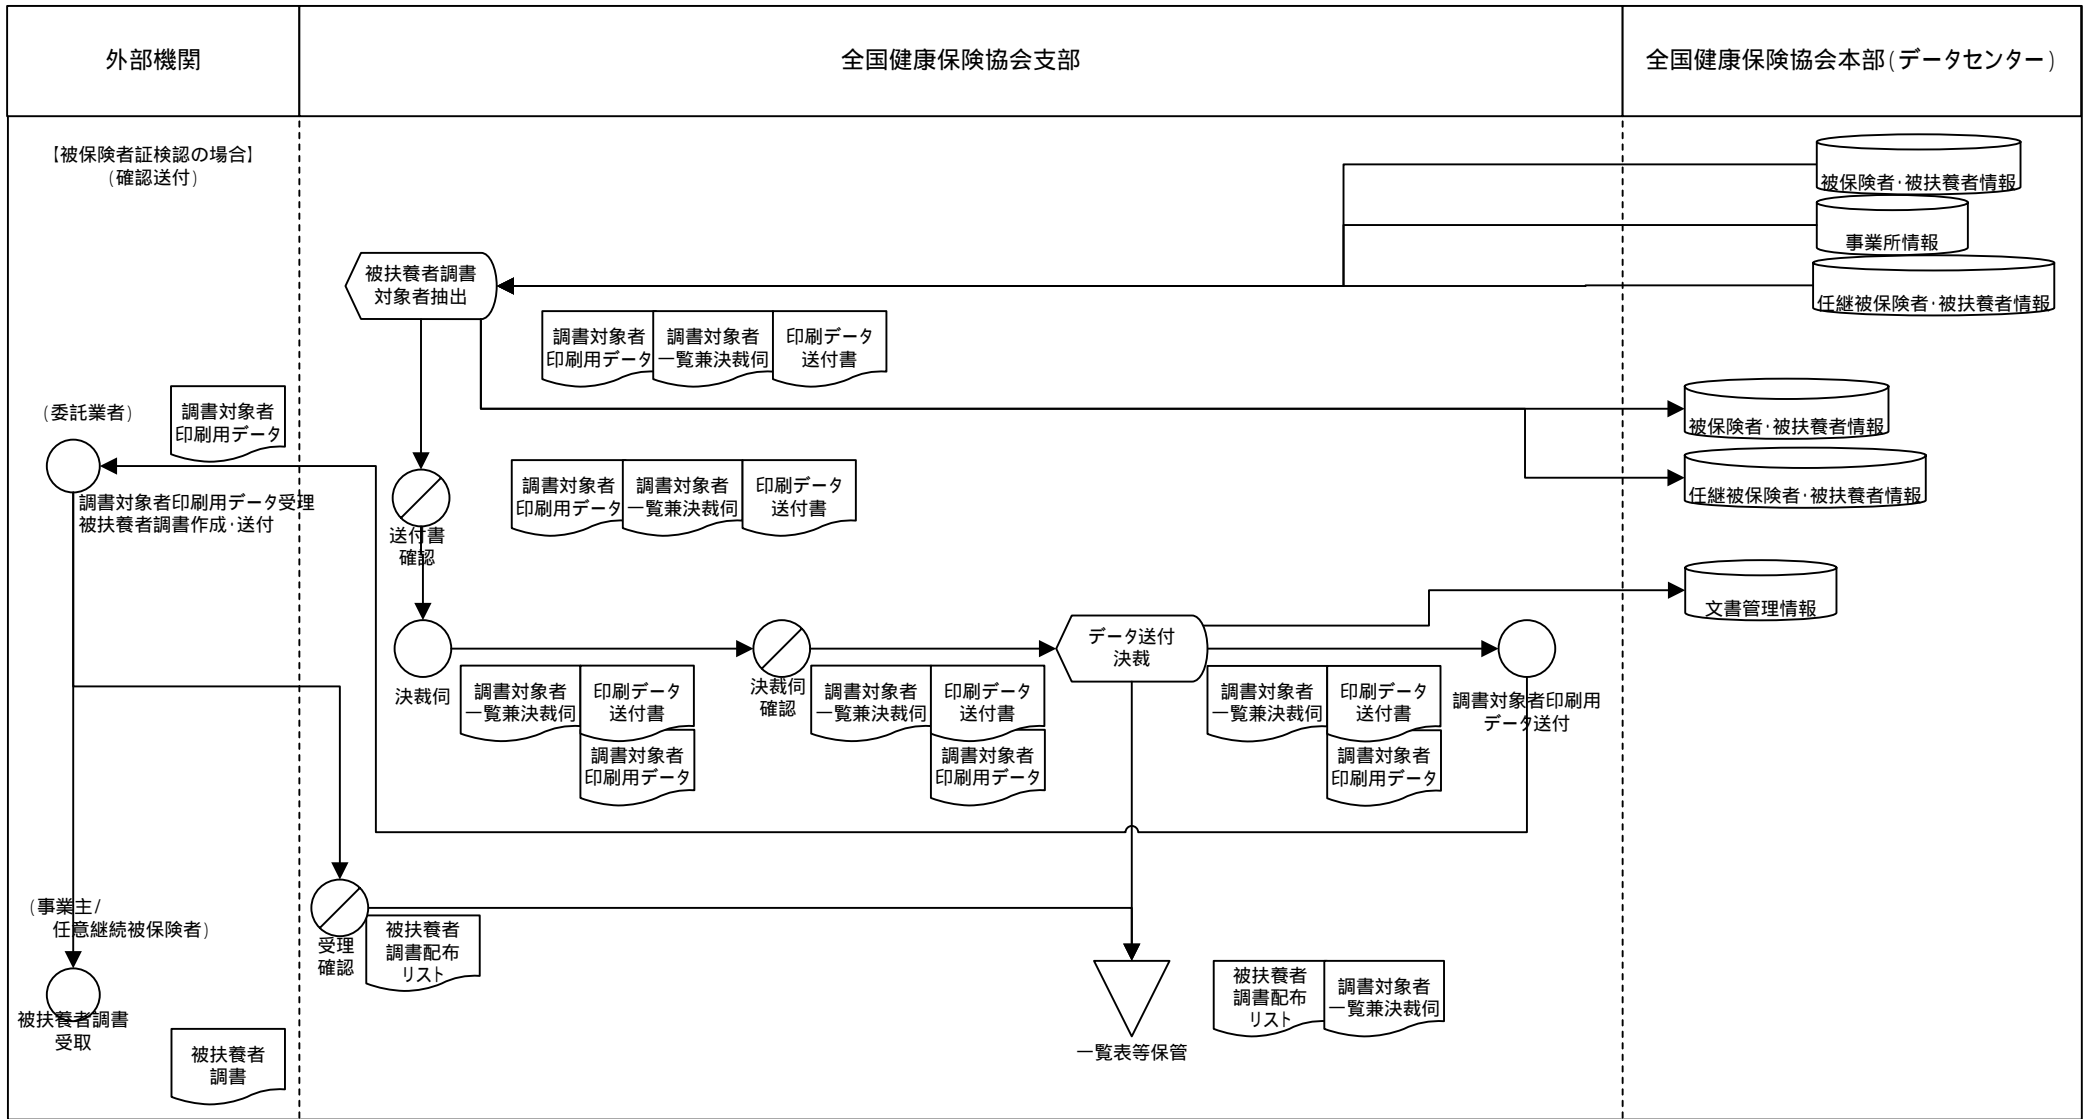 外部機関
全国健康保険協会支部
全国健康保険協会本部(データセンター)
【被保険者証検認の場合】
(確認送付)
被保険者・被扶養者情報
事業所情報
任継被保険者・被扶養者情報
被扶養者調書
対象者抽出
調書対象者
印刷用データ
調書対象者
一覧兼決裁伺
印刷データ
送付書
(委託業者)
調書対象者
印刷用データ
被保険者・被扶養者情報
任継被保険者・被扶養者情報
調書対象者印刷用データ受理
被扶養者調書作成・送付
送付書
確認
調書対象者
印刷用データ
調書対象者
一覧兼決裁伺
印刷データ
送付書
文書管理情報
決裁伺
調書対象者
一覧兼決裁伺
印刷データ
送付書
調書対象者
印刷用データ
決裁伺
確認
調書対象者
一覧兼決裁伺
印刷データ
送付書
調書対象者
印刷用データ
データ送付
決裁
調書対象者
一覧兼決裁伺
印刷データ
送付書
調書対象者
印刷用データ
調書対象者印刷用
データ送付
(事業主/
任意継続被保険者)
受理
確認
被扶養者
調書配布
リスト
被扶養者調書
受取
被扶養者
調書
一覧表等保管
被扶養者
調書配布
リスト
調書対象者
一覧兼決裁伺